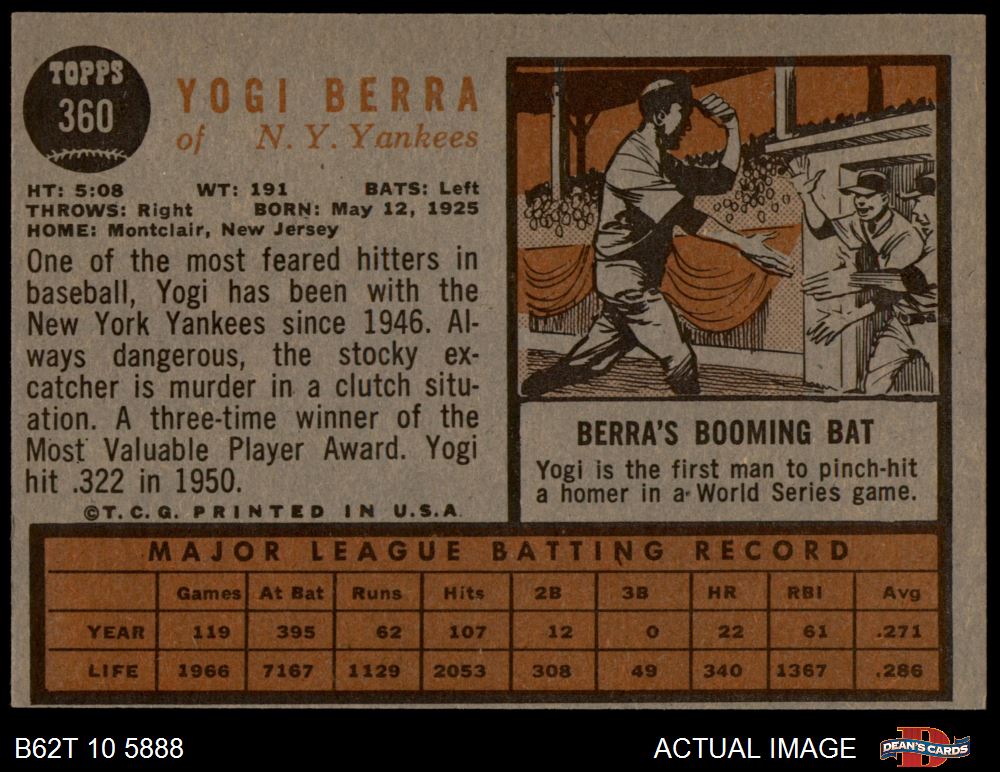 TOPPS
360
YOGI BERRA
of N. Y. Yankees
HT: 5:08 WT: 191 BATS: Left
THROWS: Right BORN: May 12, 1925
HOME: Montclair, New Jersey
One of the most feared hitters in
baseball, Yogi has been with the
New York Yankees since 1946. Al-
ways dangerous, the stocky ex-
catcher is murder in a clutch situ-
ation. A three-time winner of the
Most Valuable Player Award. Yogi
hit .322 in 1950.
©T.C.G. PRINTED IN U.S.A.
BERRA'S BOOMING BAT
Yogi is the first man to pinch-hit
a homer in a World Series game.
MAJOR LEAGUE BATTING RECORD
Games At Bat Runs Hits 2B 3B HR RBI Avg
YEAR 119 395 62 107 12 0 22 61 .271
LIFE 1966 7167 1129 2053 308 49 340 1367 .286
B62T 10 5888
ACTUAL IMAGE
D
DEAN'S CARDS